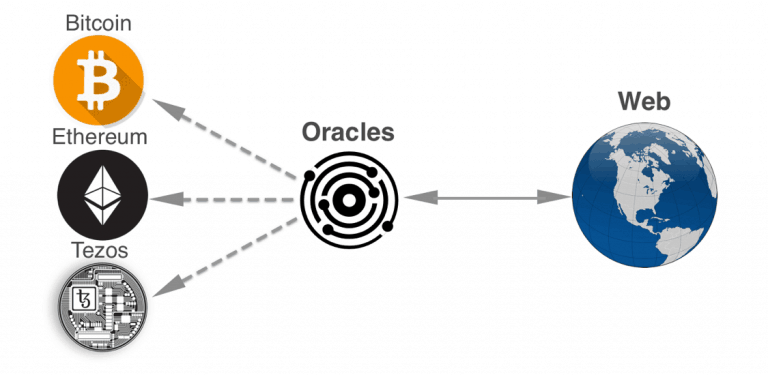 Bitcoin
Ethereum
Tezos
Oracles
Web